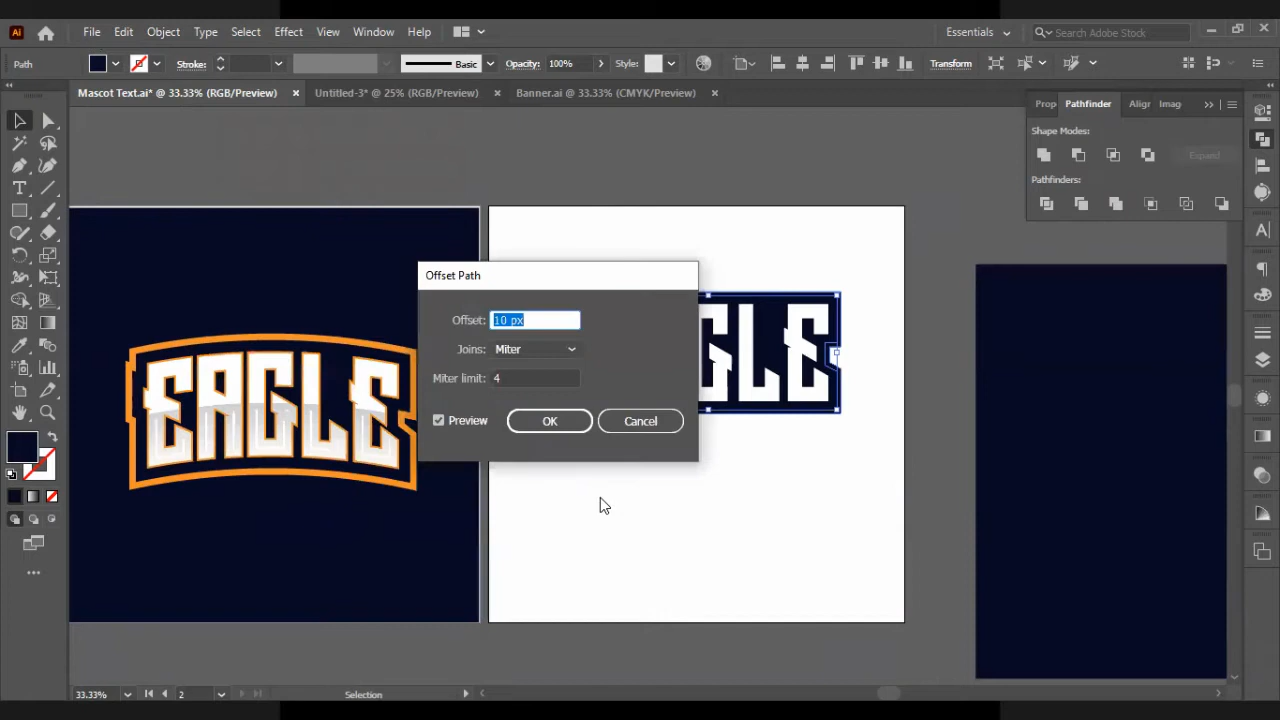 Ai File Edit Object Type Select Effect View Window Help Essentials Search Adobe Stock
Path Stroke: Basic Opacity: 100% Style: Transform
Mascot Text.ai* @ 33.33% (RGB/Preview) × Untitled-3* @ 25% (RGB/Preview) × Banner.ai @ 33.33% (CMYK/Preview) ×
Prop Pathfinder Aligr Imag
Shape Modes:
Expand
Pathfinders:
Offset Path
Offset: 10 px
Joins: Miter
Miter limit: 4
Preview OK Cancel
EAGLE
GLE
33.33% 2 Selection